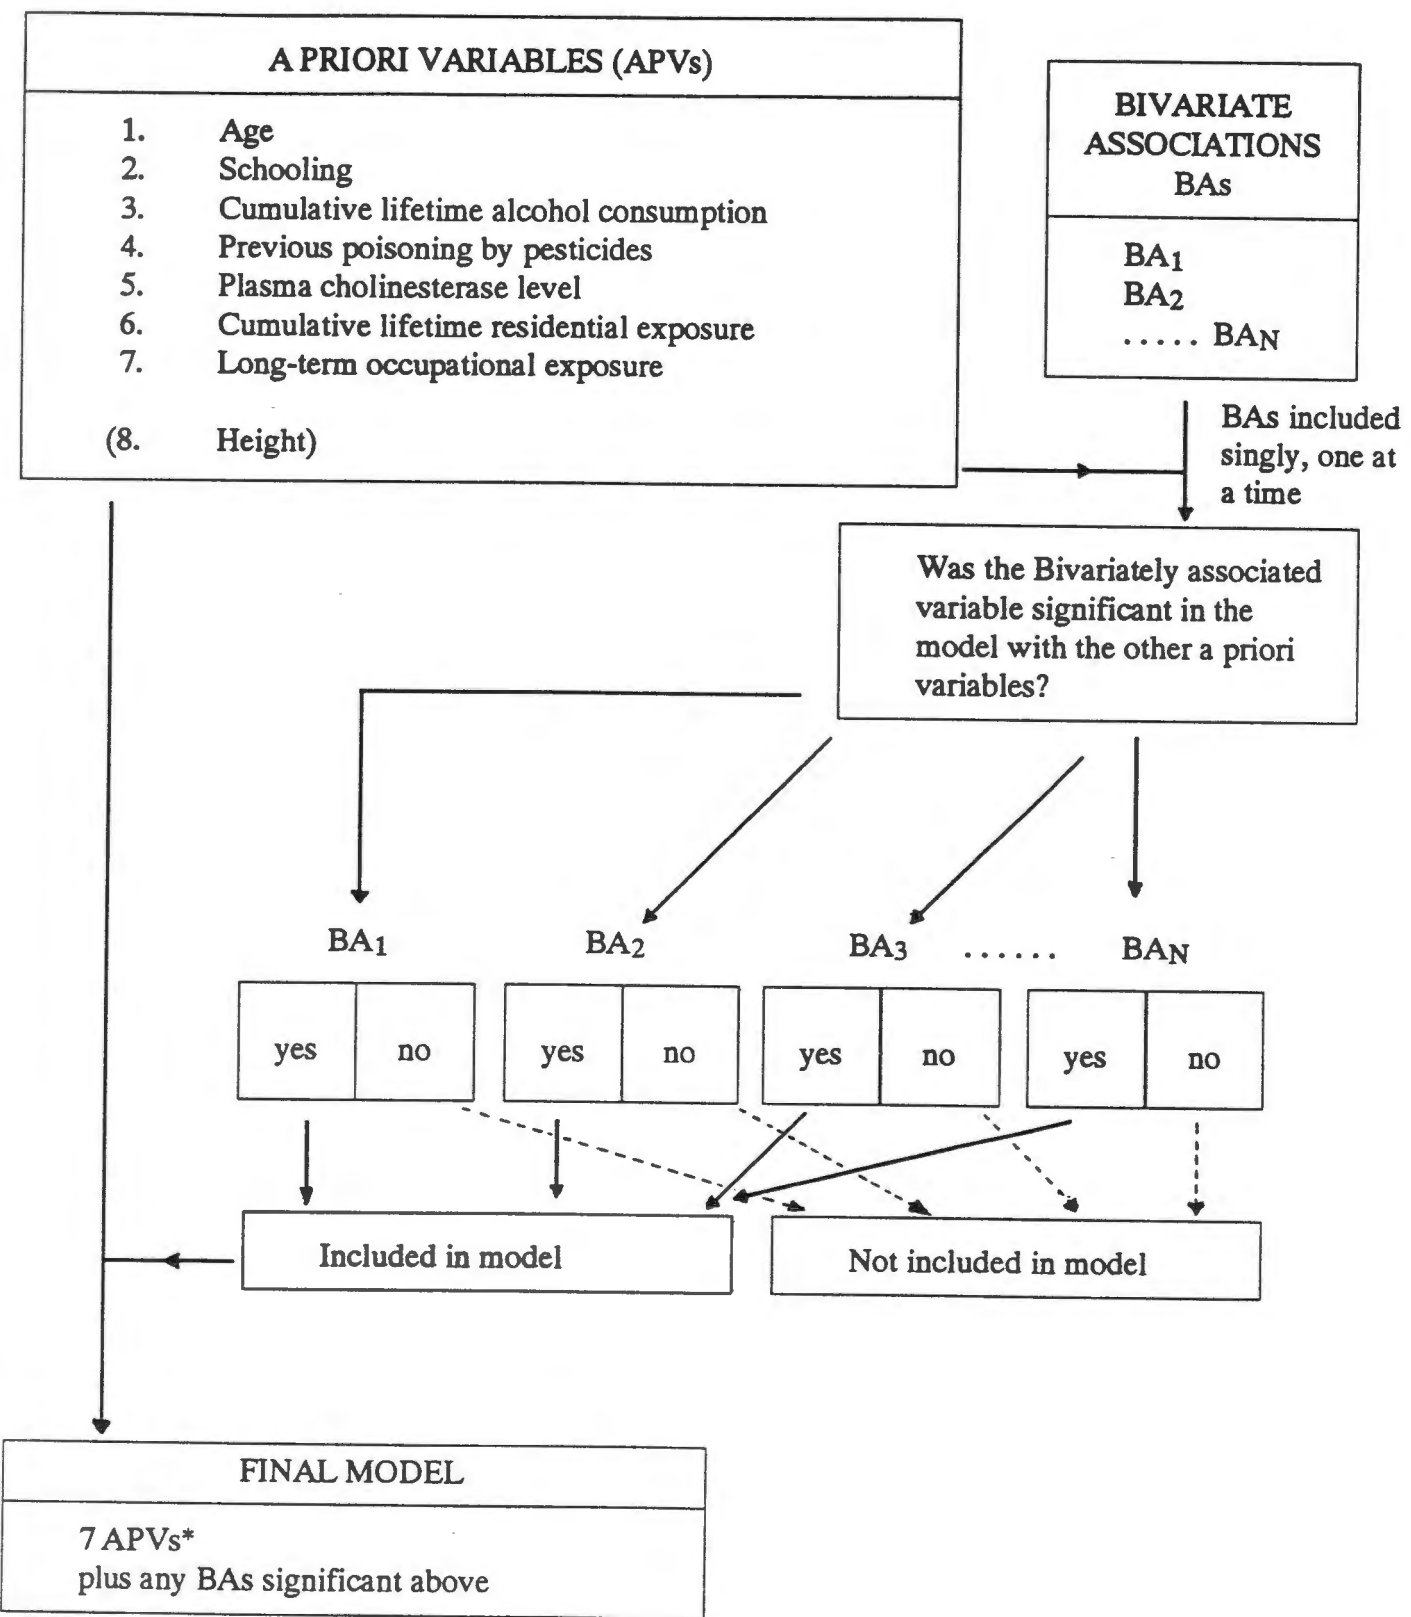 A PRIORI VARIABLES (APVs)
1. Age
2. Schooling
3. Cumulative lifetime alcohol consumption
4. Previous poisoning by pesticides
5. Plasma cholinesterase level
6. Cumulative lifetime residential exposure
7. Long-term occupational exposure
(8. Height)
BIVARIATE
ASSOCIATIONS
BAs
BA1
BA2
..... BAN
BAs included
singly, one at
a time
Was the Bivariately associated
variable significant in the
model with the other a priori
variables?
BA1 BA2 BA3 ...... BAN
yes no yes no yes no yes no
Included in model
Not included in model
FINAL MODEL
7 APVs*
plus any BAs significant above